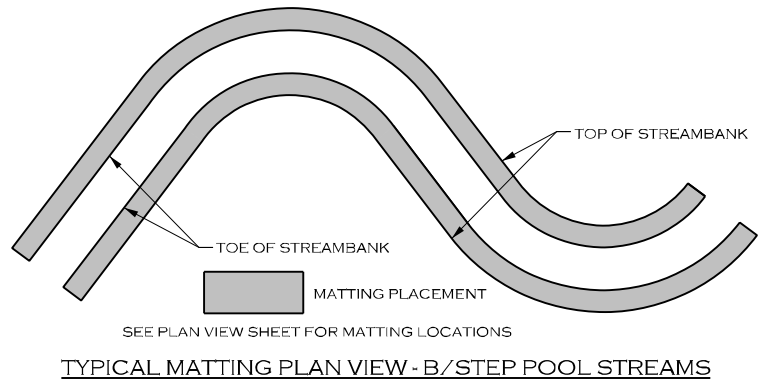 TOP OF STREAMBANK
TOE OF STREAMBANK
MATTING PLACEMENT
SEE PLAN VIEW SHEET FOR MATTING LOCATIONS
TYPICAL MATTING PLAN VIEW - B/STEP POOL STREAMS